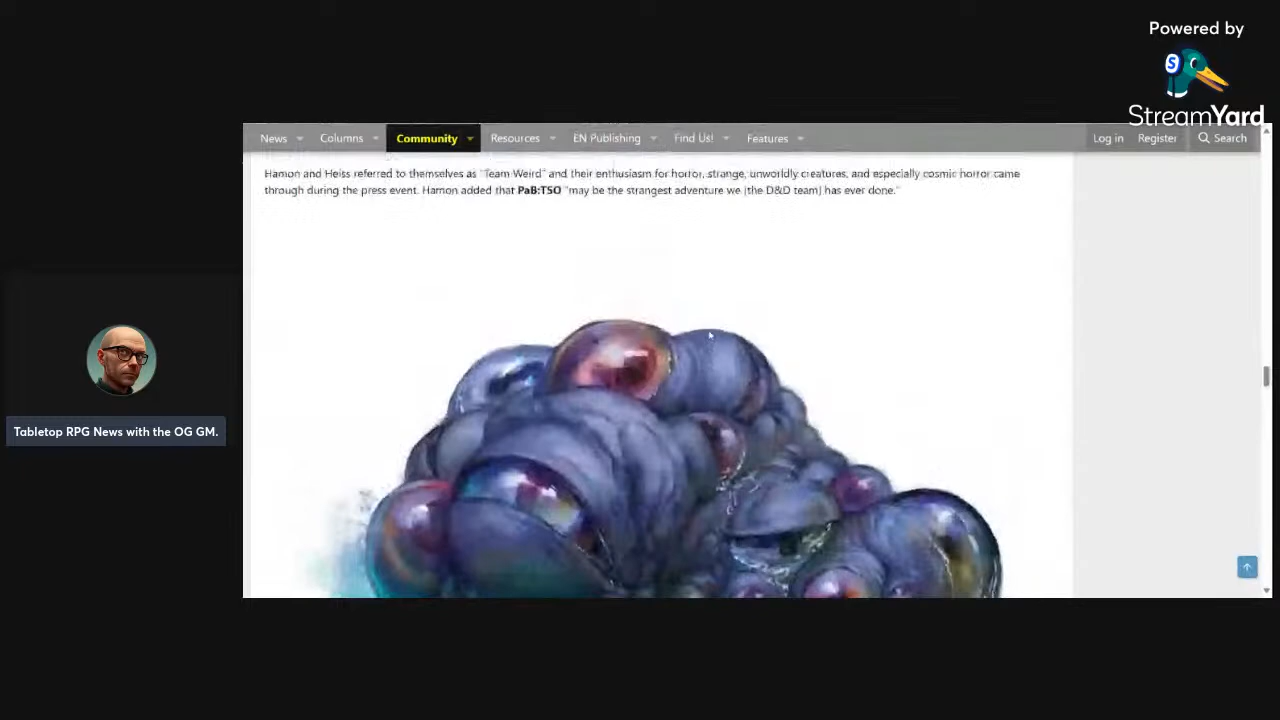 Powered by
StreamYard
News Columns Community Resources EN Publishing Find Us! Features Log in Register Search
Hamon and Heiss referred to themselves as "Team Weird" and their enthusiasm for horror, strange, unworldly creatures, and especially cosmic horror came
through during the press event. Hamon added that PaB:TSO "may be the strangest adventure we (the D&D team) has ever done."
Tabletop RPG News with the OG GM.